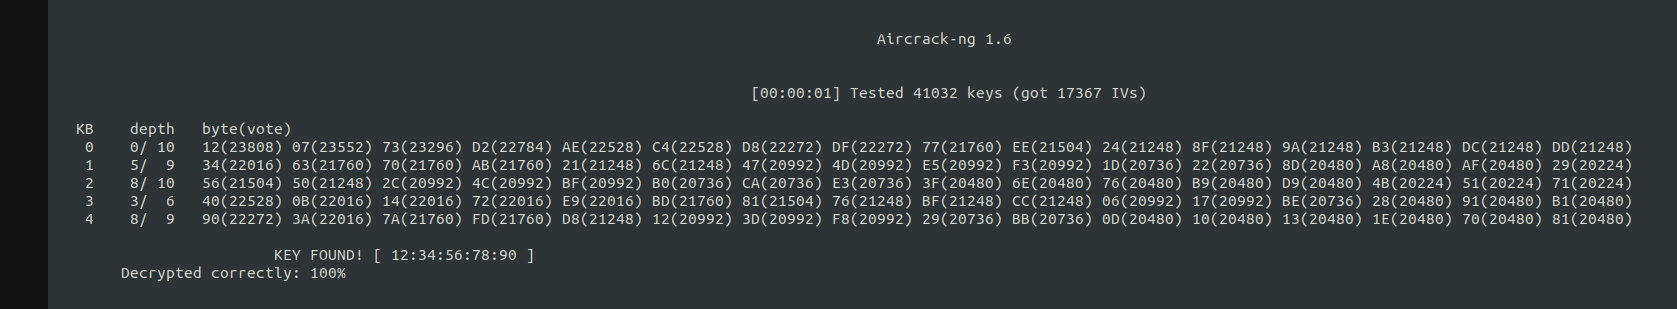 Aircrack-ng 1.6
[00:00:01] Tested 41032 keys (got 17367 IVs)
KB    depth   byte(vote)
0    0/ 10   12(23808) 07(23552) 73(23296) D2(22784) AE(22528) C4(22528) D8(22272) DF(22272) 77(21760) EE(21504) 24(21248) 8F(21248) 9A(21248) B3(21248) DC(21248) DD(21248)
1    5/  9   34(22016) 63(21760) 70(21760) AB(21760) 21(21248) 6C(21248) 47(20992) 4D(20992) E5(20992) F3(20992) 1D(20736) 22(20736) 8D(20480) A8(20480) AF(20480) 29(20224)
2    8/ 10   56(21504) 50(21248) 2C(20992) 4C(20992) BF(20992) B0(20736) CA(20736) E3(20736) 3F(20480) 6E(20480) 76(20480) B9(20480) D9(20480) 4B(20224) 51(20224) 71(20224)
3    3/  6   40(22528) 0B(22016) 14(22016) 72(22016) E9(22016) BD(21760) 81(21504) 76(21248) BF(21248) CC(21248) 06(20992) 17(20992) BE(20736) 28(20480) 91(20480) B1(20480)
4    8/  9   90(22272) 3A(22016) 7A(21760) FD(21760) D8(21248) 12(20992) 3D(20992) F8(20992) 29(20736) BB(20736) 0D(20480) 10(20480) 13(20480) 1E(20480) 70(20480) 81(20480)
KEY FOUND! [ 12:34:56:78:90 ]
Decrypted correctly: 100%